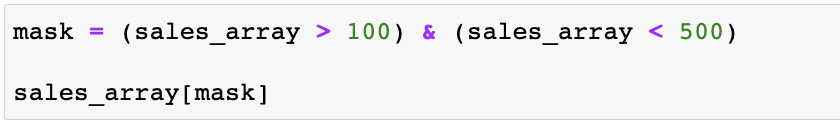 mask = (sales_array > 100) & (sales_array < 500)
sales_array[mask]